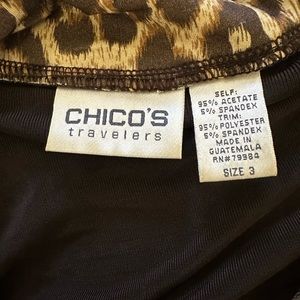 CHICO'S
travelers
SELF:
95% ACETATE
5% SPANDEX
TRIM:
95% POLYESTER
5% SPANDEX
MADE IN
GUATEMALA
RN#79984
SIZE 3